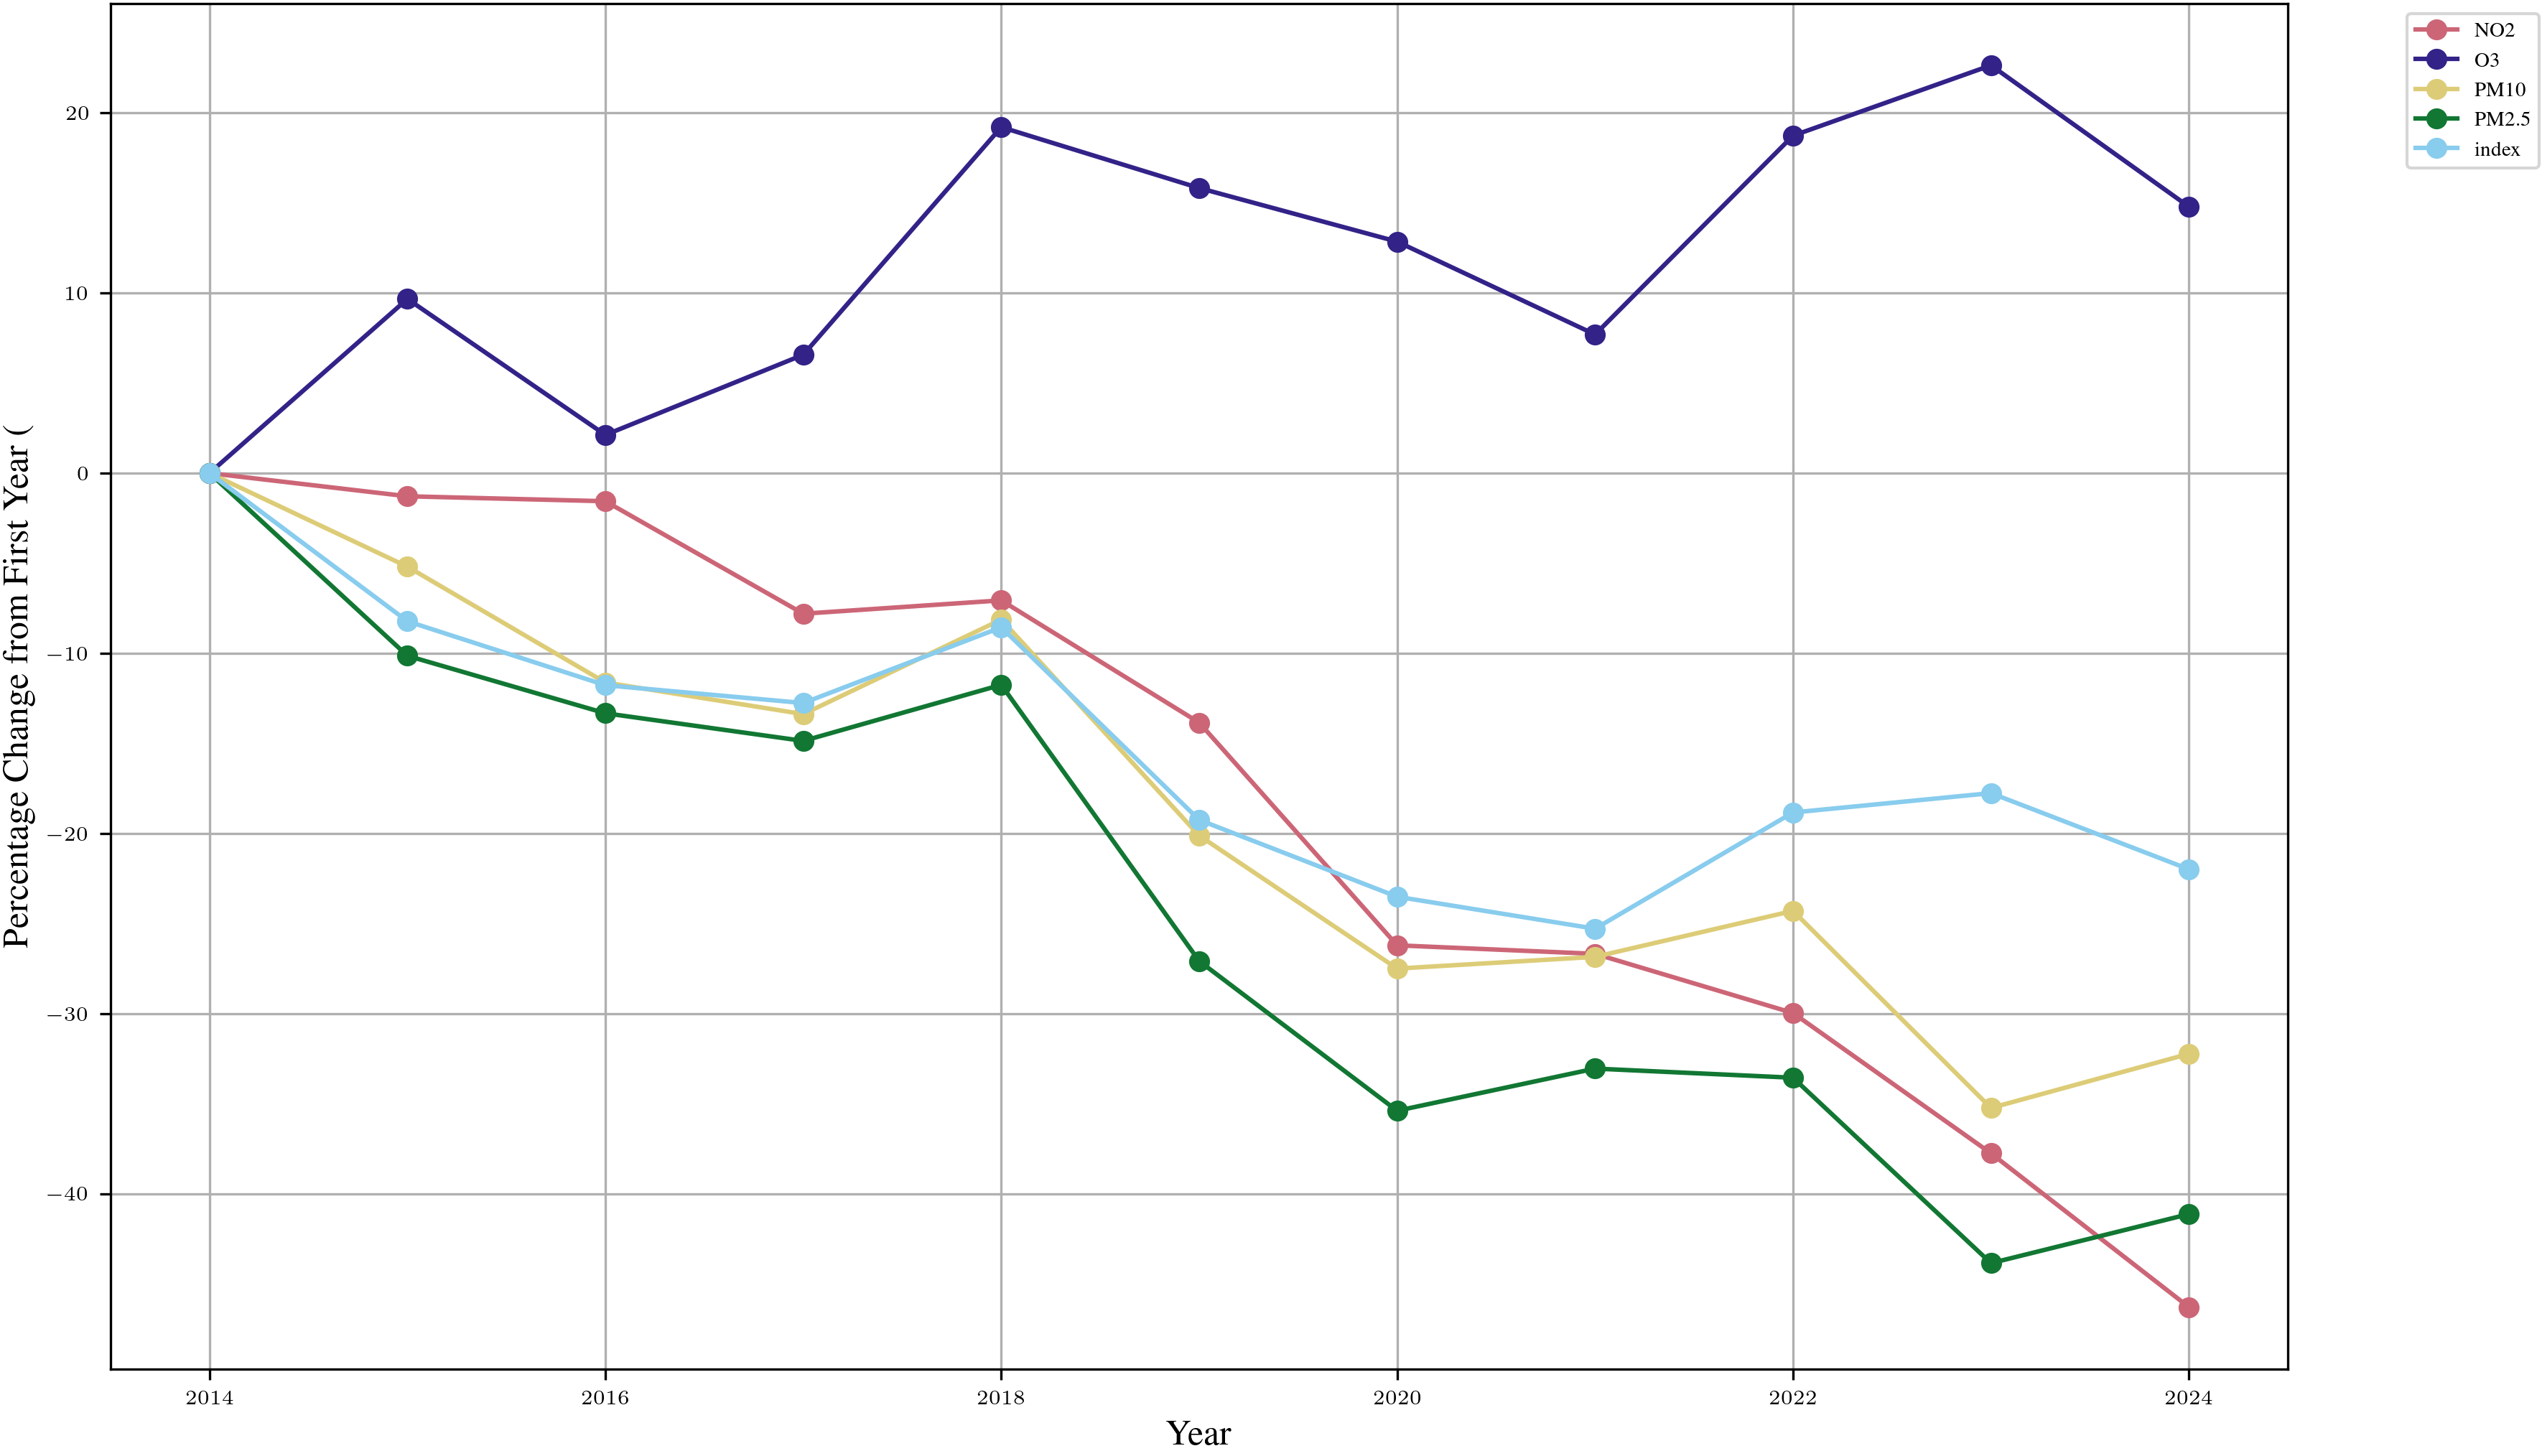 Percentage Change from First Year (
20
10
0
−10
−20
−30
−40
2014 2016 2018 2020 2022 2024
Year
NO2
O3
PM10
PM2.5
index